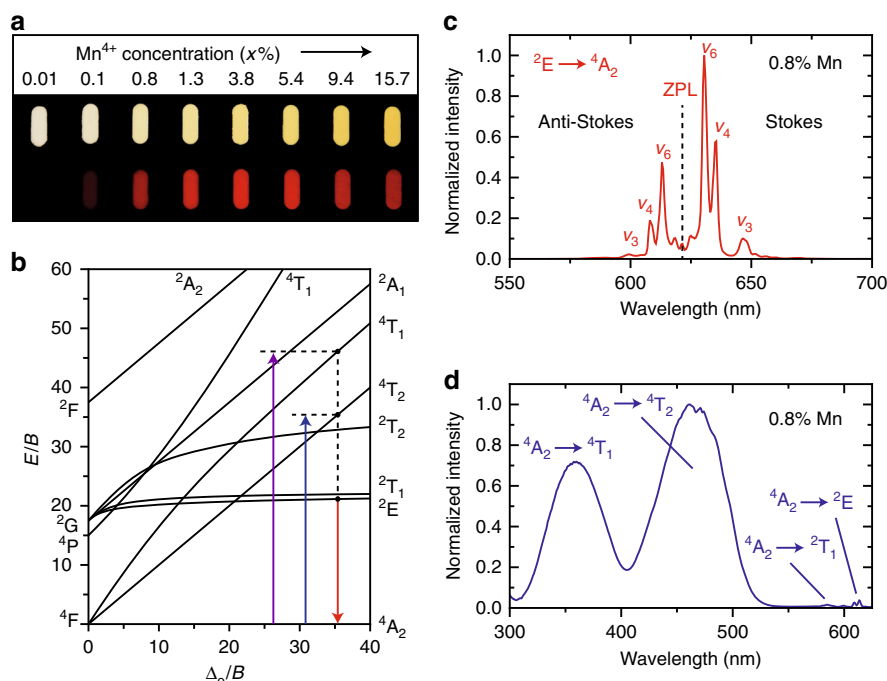 a
Mn4+ concentration (x%)
0.01 0.1 0.8 1.3 3.8 5.4 9.4 15.7
b
60
50
40
30
20
10
E/B
2F
2G
4P
4F
2A2
4T1
2A1
4T1
4T2
2T2
2T1
2E
4A2
0 10 20 30 40
Δo/B
c
1.0
0.8
0.6
0.4
0.2
0.0
Normalized intensity
2E → 4A2
0.8% Mn
ZPL
Anti-Stokes
Stokes
v3
v4
v6
v6
v4
v3
550 600 650 700
Wavelength (nm)
d
1.0
0.8
0.6
0.4
0.2
0.0
Normalized intensity
4A2 → 4T2
0.8% Mn
4A2 → 4T1
4A2 → 2E
4A2 → 2T1
300 400 500 600
Wavelength (nm)